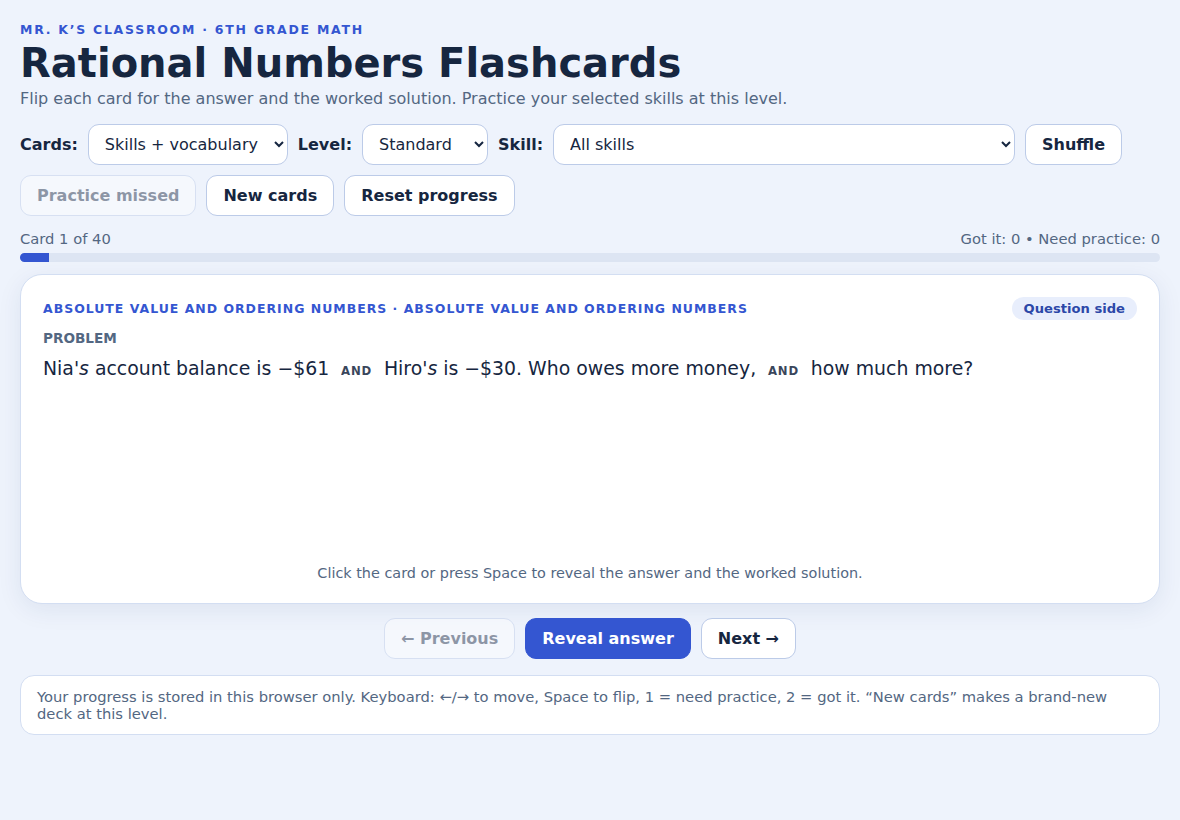 MR. K’S CLASSROOM · 6TH GRADE MATH
Rational Numbers Flashcards
Flip each card for the answer and the worked solution. Practice your selected skills at this level.
Cards: Skills + vocabulary Level: Standard Skill: All skills Shuffle
Practice missed New cards Reset progress
Card 1 of 40 Got it: 0 • Need practice: 0
ABSOLUTE VALUE AND ORDERING NUMBERS · ABSOLUTE VALUE AND ORDERING NUMBERS Question side
PROBLEM
Nia's account balance is −$61 AND Hiro's is −$30. Who owes more money, AND how much more?
Click the card or press Space to reveal the answer and the worked solution.
← Previous Reveal answer Next →
Your progress is stored in this browser only. Keyboard: ←/→ to move, Space to flip, 1 = need practice, 2 = got it. “New cards” makes a brand-new
deck at this level.